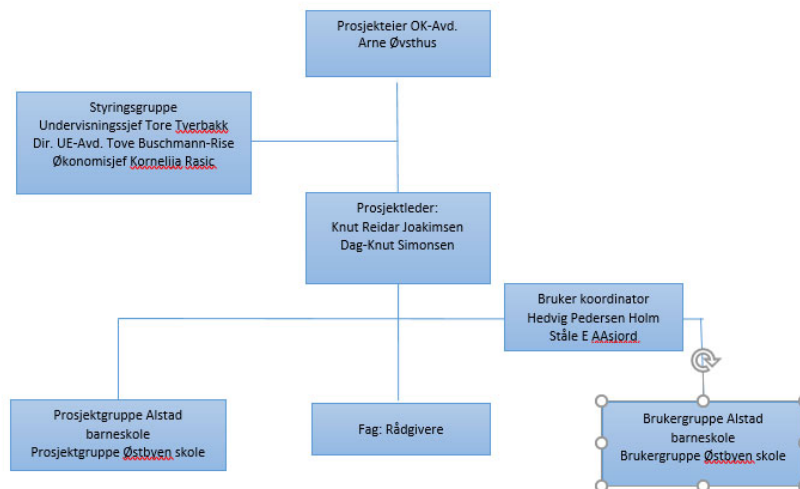 Prosjekteier OK-Avd.
Arne Øvsthus
Styringsgruppe
Undervisningssjef Tore Tverbakk
Dir. UE-Avd. Tove Buschmann-Rise
Økonomisjef Kornelija Rasic
Prosjektleder:
Knut Reidar Joakimsen
Dag-Knut Simonsen
Bruker koordinator
Hedvig Pedersen Holm
Ståle E AAsjord
Prosjektgruppe Alstad
barneskole
Prosjektgruppe Østbyen skole
Fag: Rådgivere
Brukergruppe Alstad
barneskole
Brukergruppe Østbyen skole